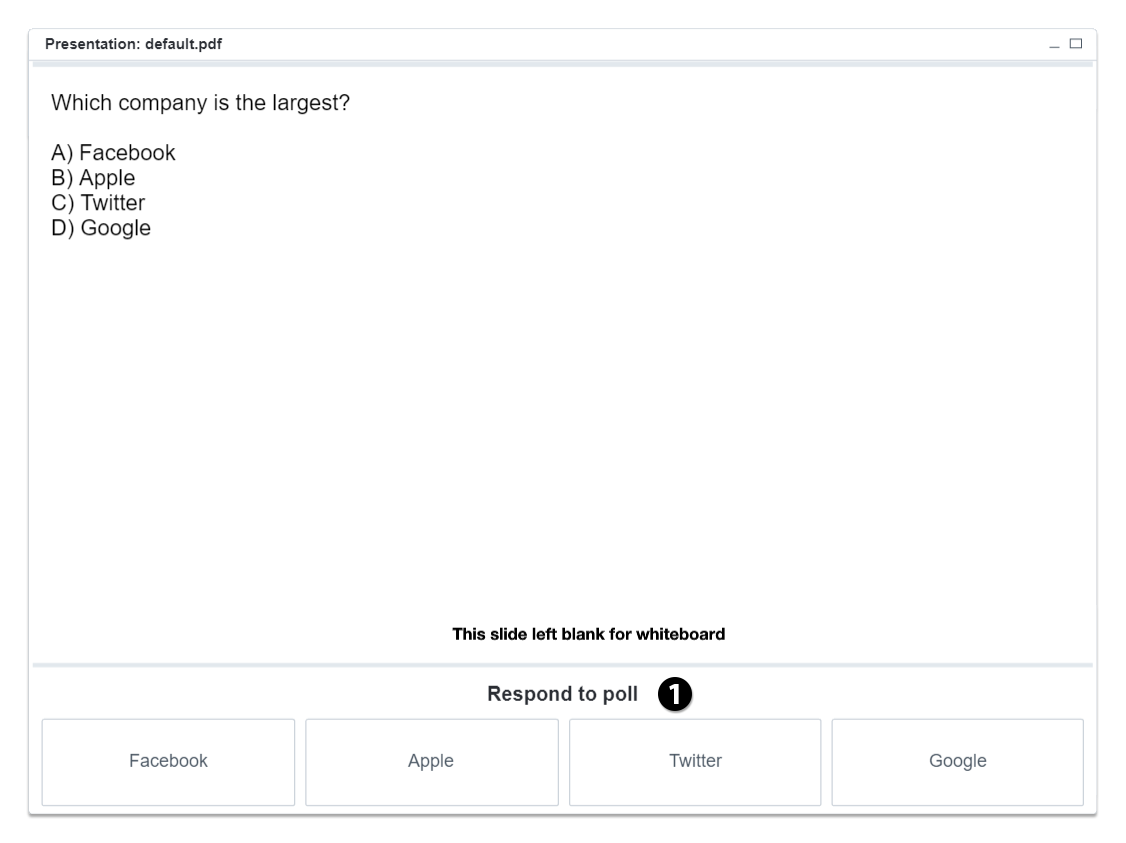 Presentation: default.pdf
Which company is the largest?
A) Facebook
B) Apple
C) Twitter
D) Google
This slide left blank for whiteboard
Respond to poll 1
Facebook Apple Twitter Google